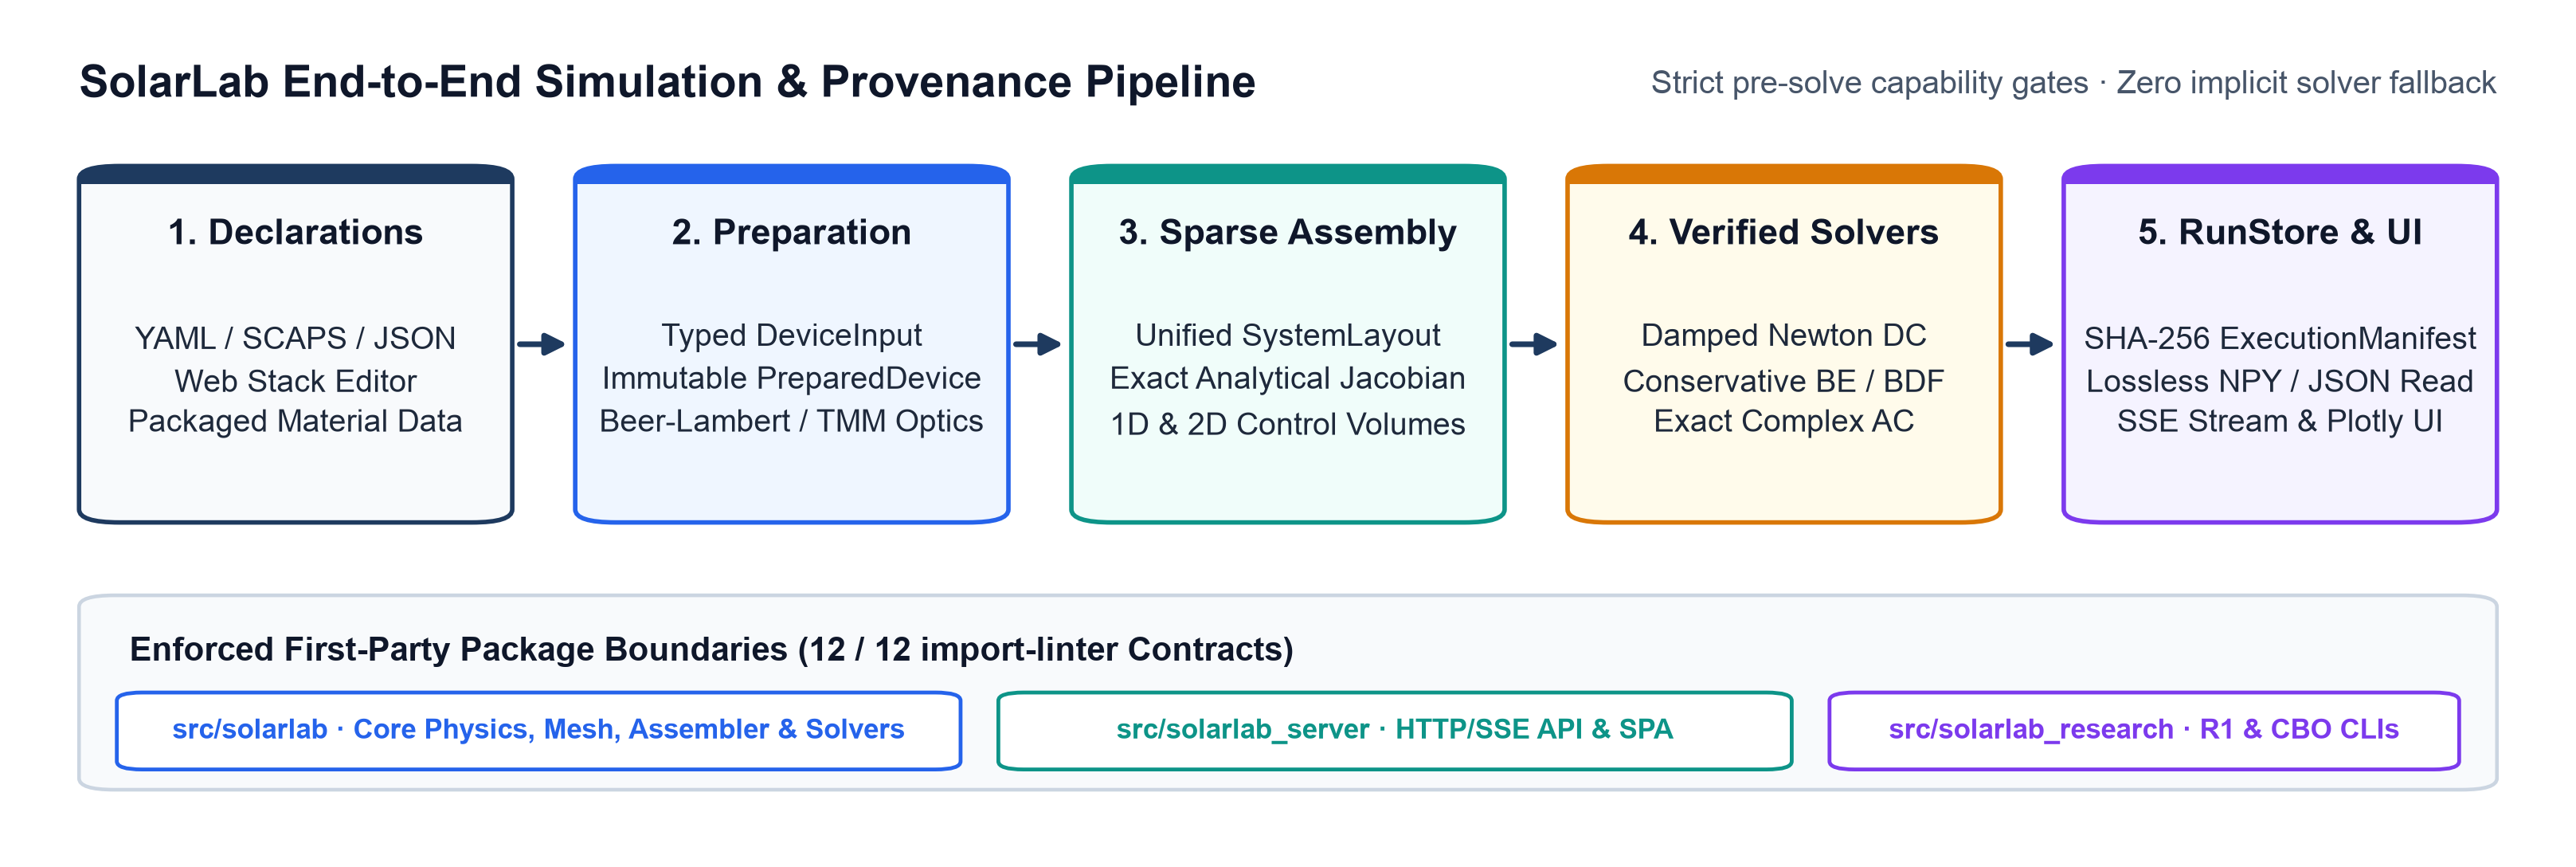 SolarLab End-to-End Simulation & Provenance Pipeline
Strict pre-solve capability gates · Zero implicit solver fallback
1. Declarations
YAML / SCAPS / JSON
Web Stack Editor
Packaged Material Data
2. Preparation
Typed DeviceInput
Immutable PreparedDevice
Beer-Lambert / TMM Optics
3. Sparse Assembly
Unified SystemLayout
Exact Analytical Jacobian
1D & 2D Control Volumes
4. Verified Solvers
Damped Newton DC
Conservative BE / BDF
Exact Complex AC
5. RunStore & UI
SHA-256 ExecutionManifest
Lossless NPY / JSON Read
SSE Stream & Plotly UI
Enforced First-Party Package Boundaries (12 / 12 import-linter Contracts)
src/solarlab · Core Physics, Mesh, Assembler & Solvers
src/solarlab_server · HTTP/SSE API & SPA
src/solarlab_research · R1 & CBO CLIs